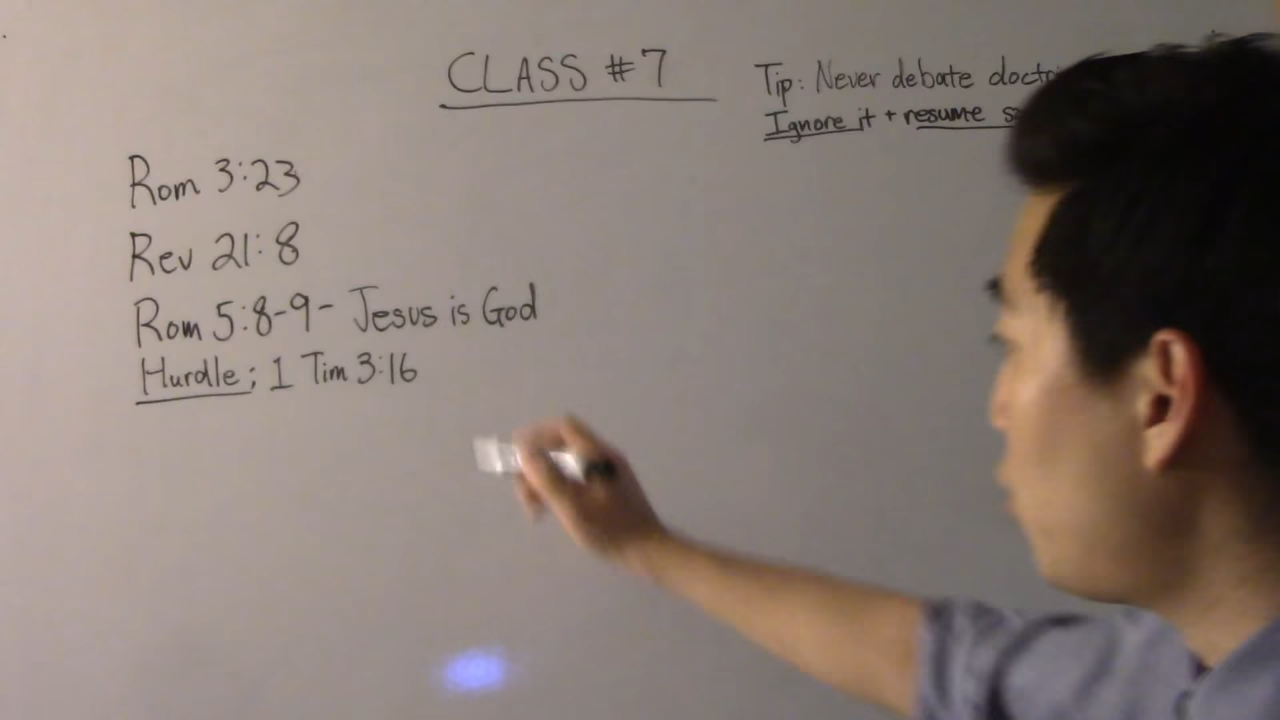 CLASS #7
Tip: Never debate
Ignore it + resume
Rom 3:23
Rev 21:8
Rom 5:8-9- Jesus is God
Hurdle; 1 Tim 3:16